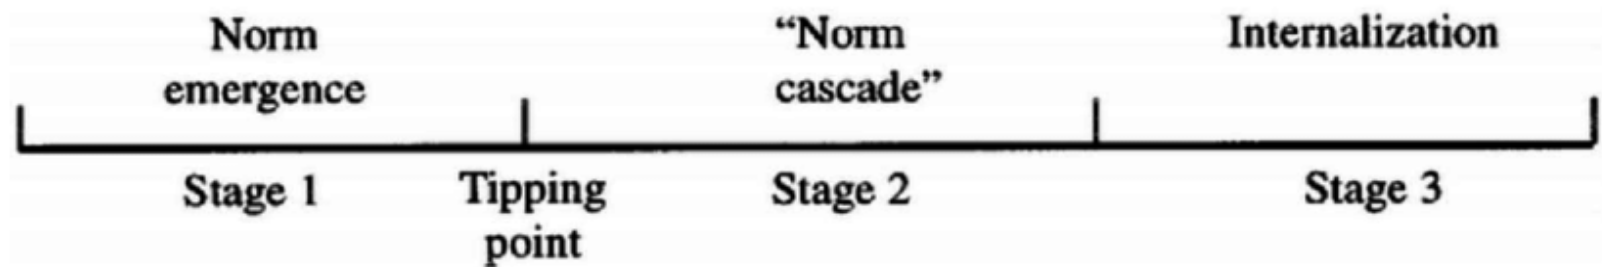 Norm
emergence
“Norm
cascade”
Internalization
Stage 1
Tipping
point
Stage 2
Stage 3